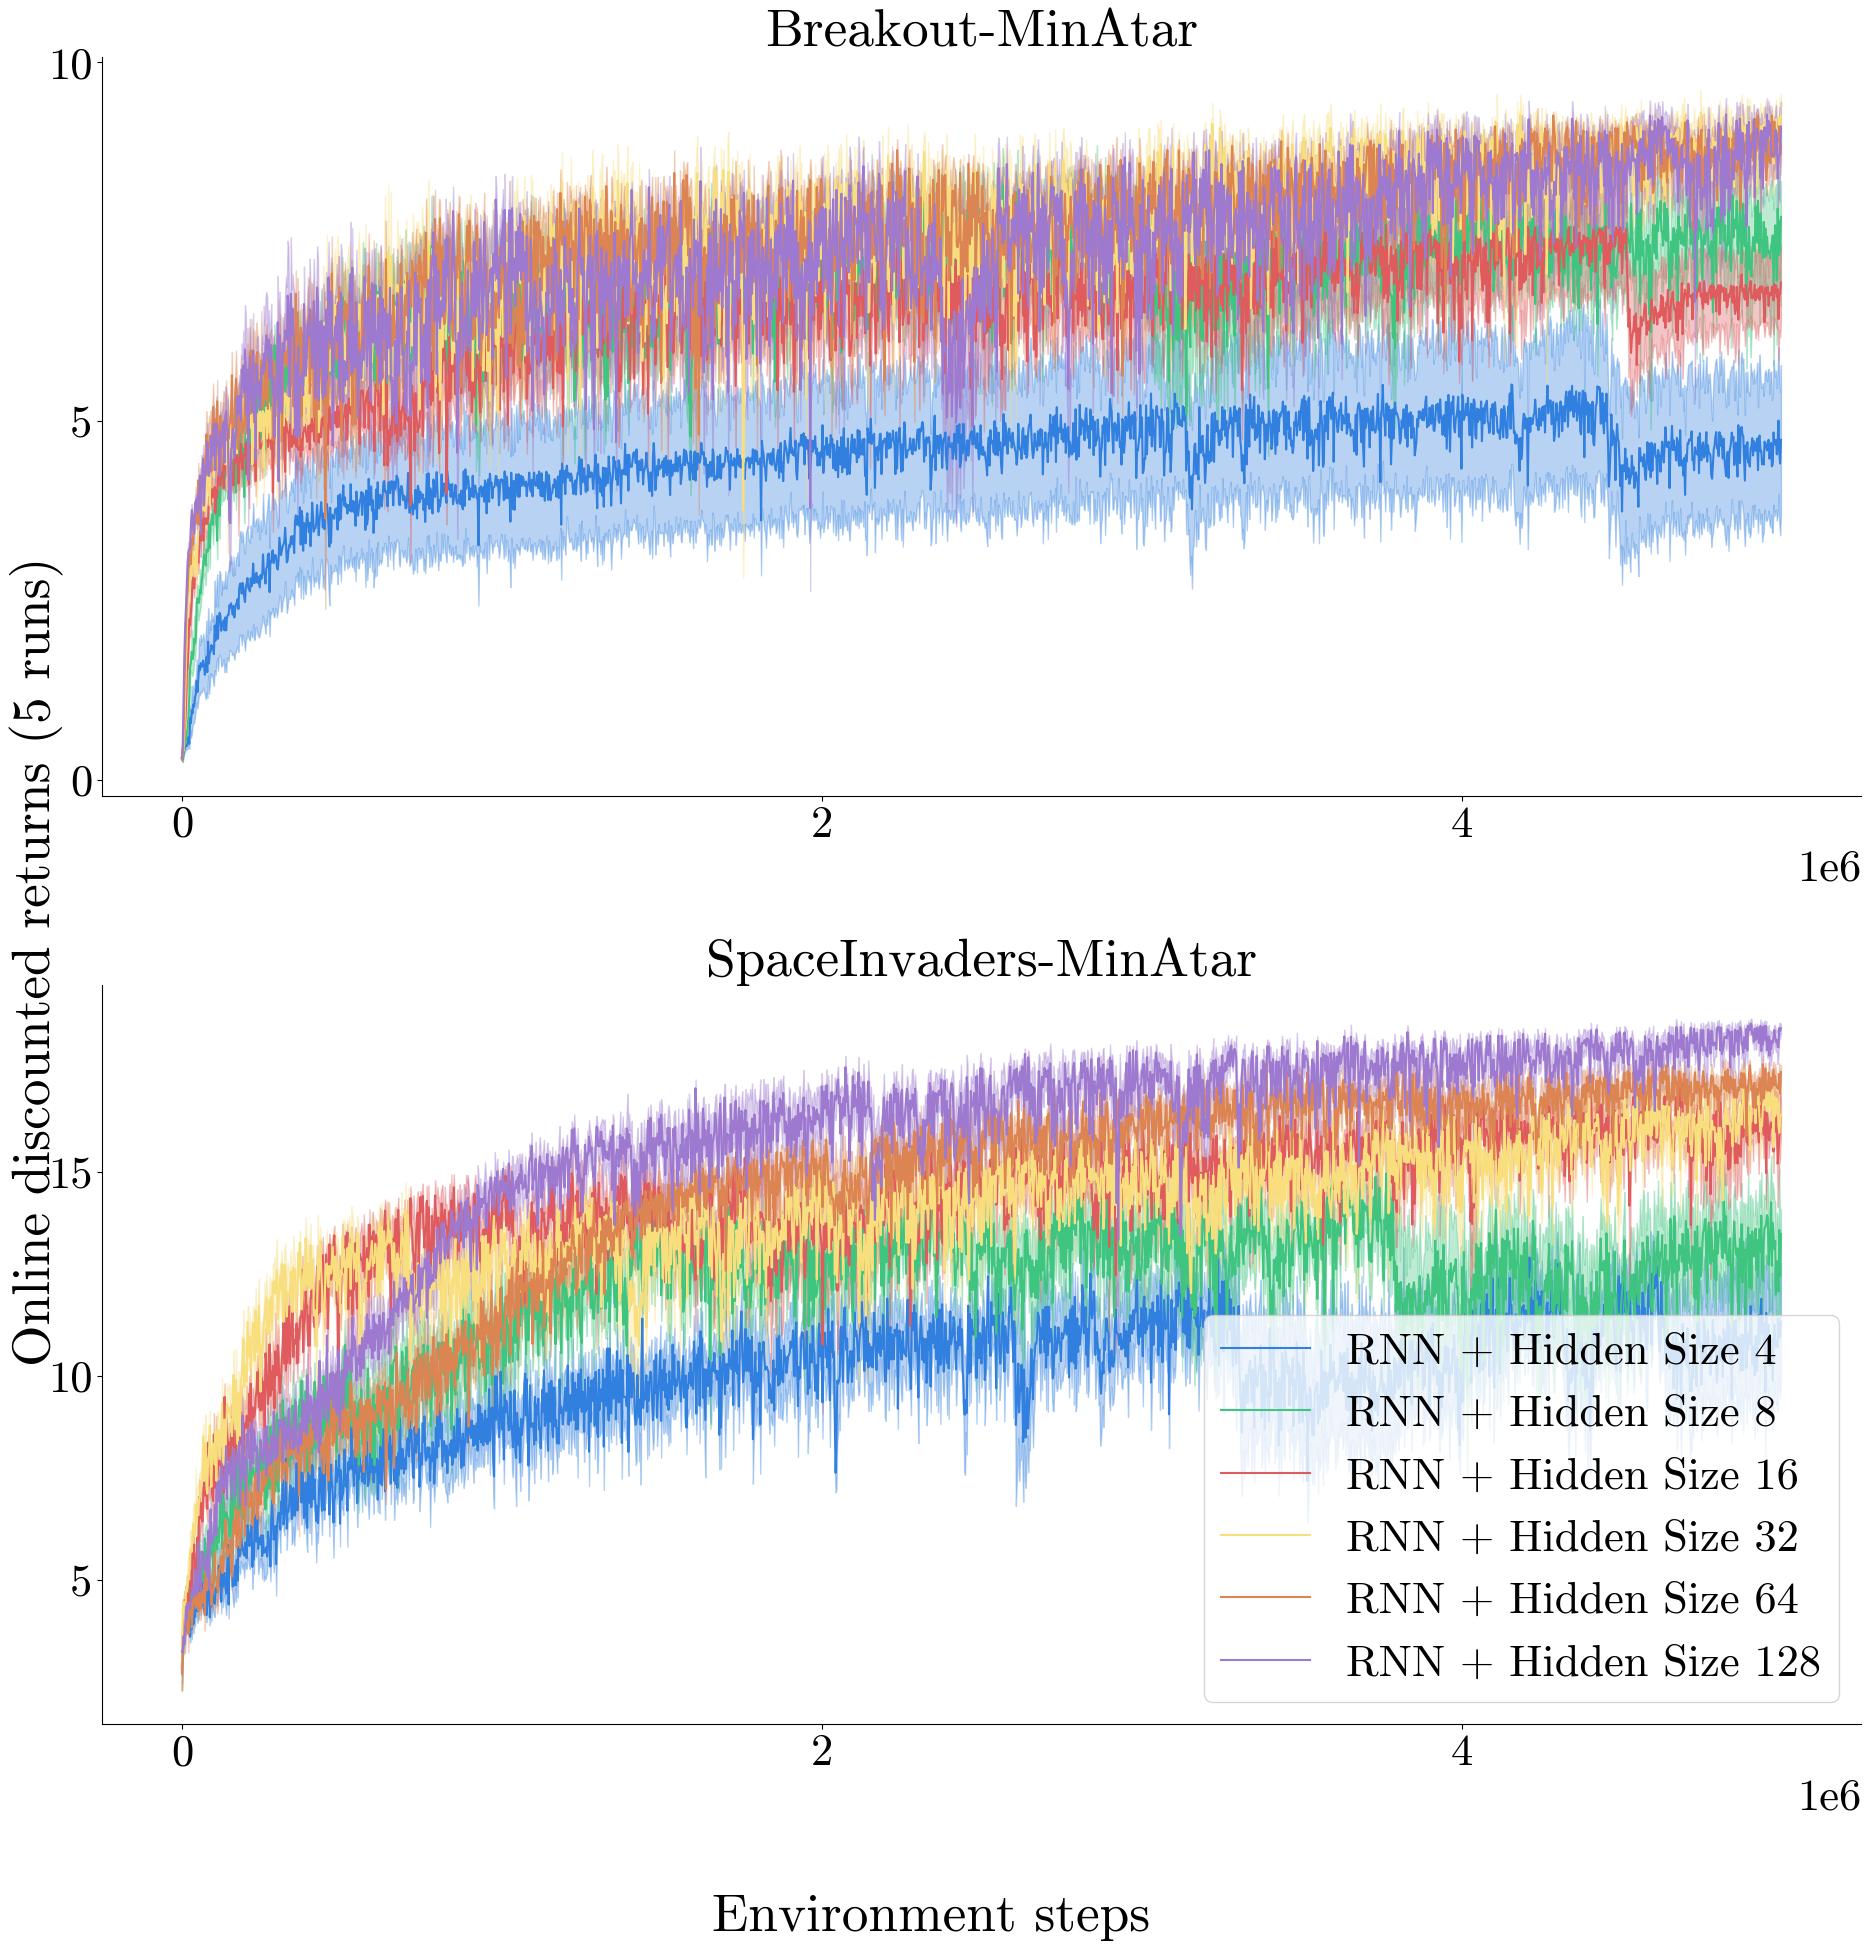 Breakout-MinAtar
10
5
0
0 2 4
1e6
SpaceInvaders-MinAtar
15
10
5
0 2 4
1e6
RNN + Hidden Size 4
RNN + Hidden Size 8
RNN + Hidden Size 16
RNN + Hidden Size 32
RNN + Hidden Size 64
RNN + Hidden Size 128
Online discounted returns (5 runs)
Environment steps